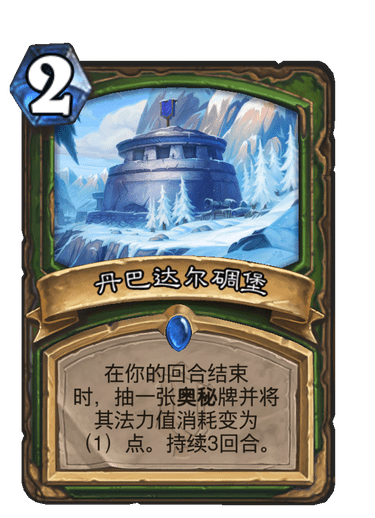 2
丹巴达尔碉堡
在你的回合结束
时，抽一张奥秘牌并将
其法力值消耗变为
（1）点。持续3回合。